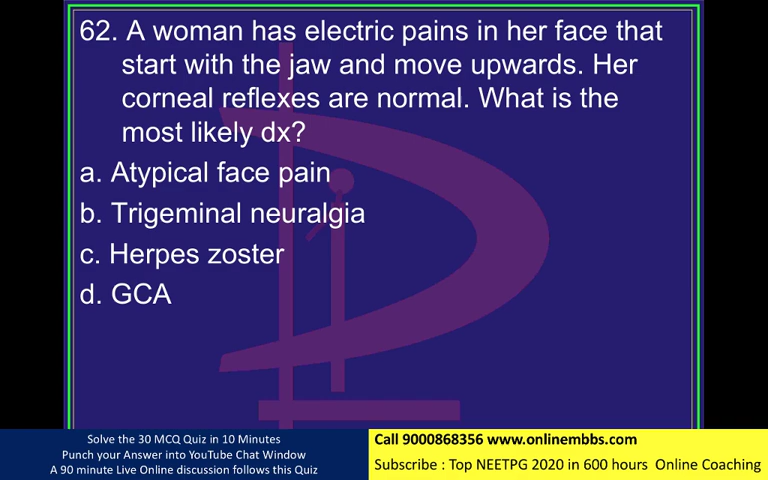 62. A woman has electric pains in her face that
start with the jaw and move upwards. Her
corneal reflexes are normal. What is the
most likely dx?
a. Atypical face pain
b. Trigeminal neuralgia
c. Herpes zoster
d. GCA
Solve the 30 MCQ Quiz in 10 Minutes
Punch your Answer into YouTube Chat Window
A 90 minute Live Online discussion follows this Quiz
Call 9000868356 www.onlinembbs.com
Subscribe : Top NEETPG 2020 in 600 hours Online Coaching